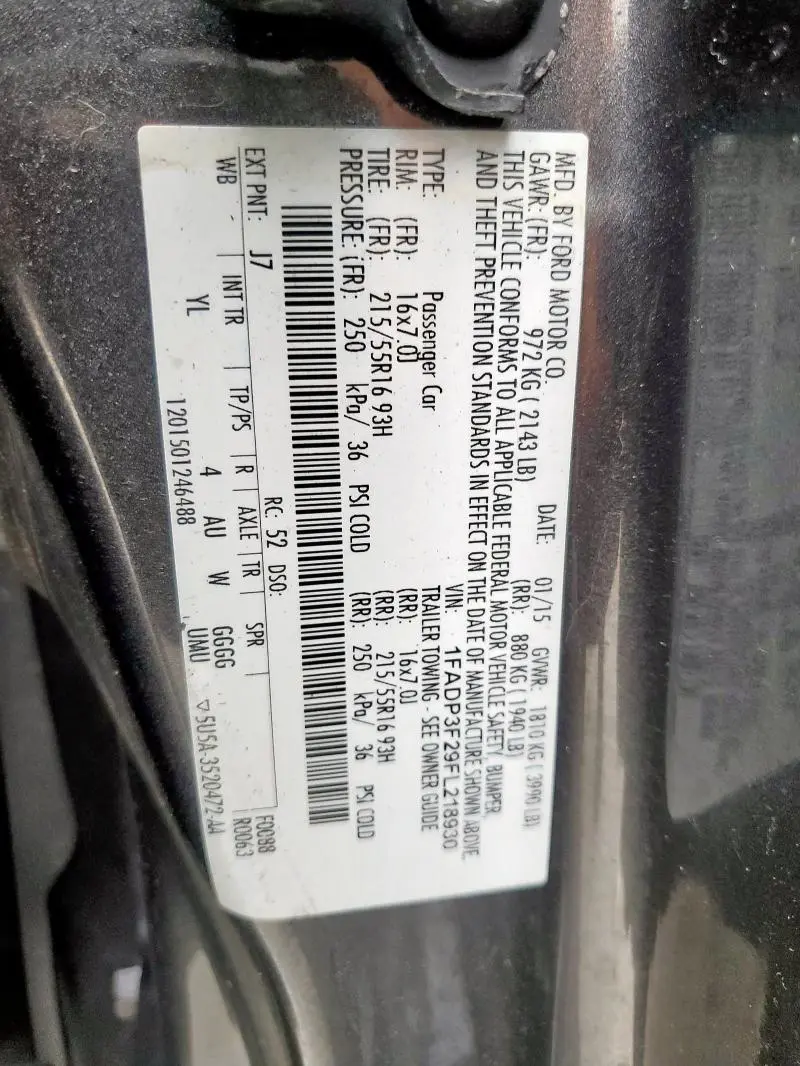 MFD. BY FORD MOTOR CO.
DATE: 01/15 GVWR: 1810 KG ( 3990 LB)
GAWR: (FR): 972 KG ( 2143 LB) (RR): 880 KG ( 1940 LB)
THIS VEHICLE CONFORMS TO ALL APPLICABLE FEDERAL MOTOR VEHICLE SAFETY, BUMPER,
AND THEFT PREVENTION STANDARDS IN EFFECT ON THE DATE OF MANUFACTURE SHOWN ABOVE.
VIN: 1FADP3F29FL218930
TYPE: Passenger Car TRAILER TOWING - SEE OWNER GUIDE
RIM: (FR): 16x7.0J (RR): 16x7.0J
TIRE: (FR): 215/55R16 93H (RR): 215/55R16 93H
PRESSURE: (FR): 250 kPa/ 36 PSI COLD (RR): 250 kPa/ 36 PSI COLD
RC: 52 DSO:
F0088
EXT PNT: J7 R0063
WB INT TR TP/PS R AXLE TR SPR
- YL 4 AU W GGGG
UMU
1201501246488 ▽5U5A-3520472-AA